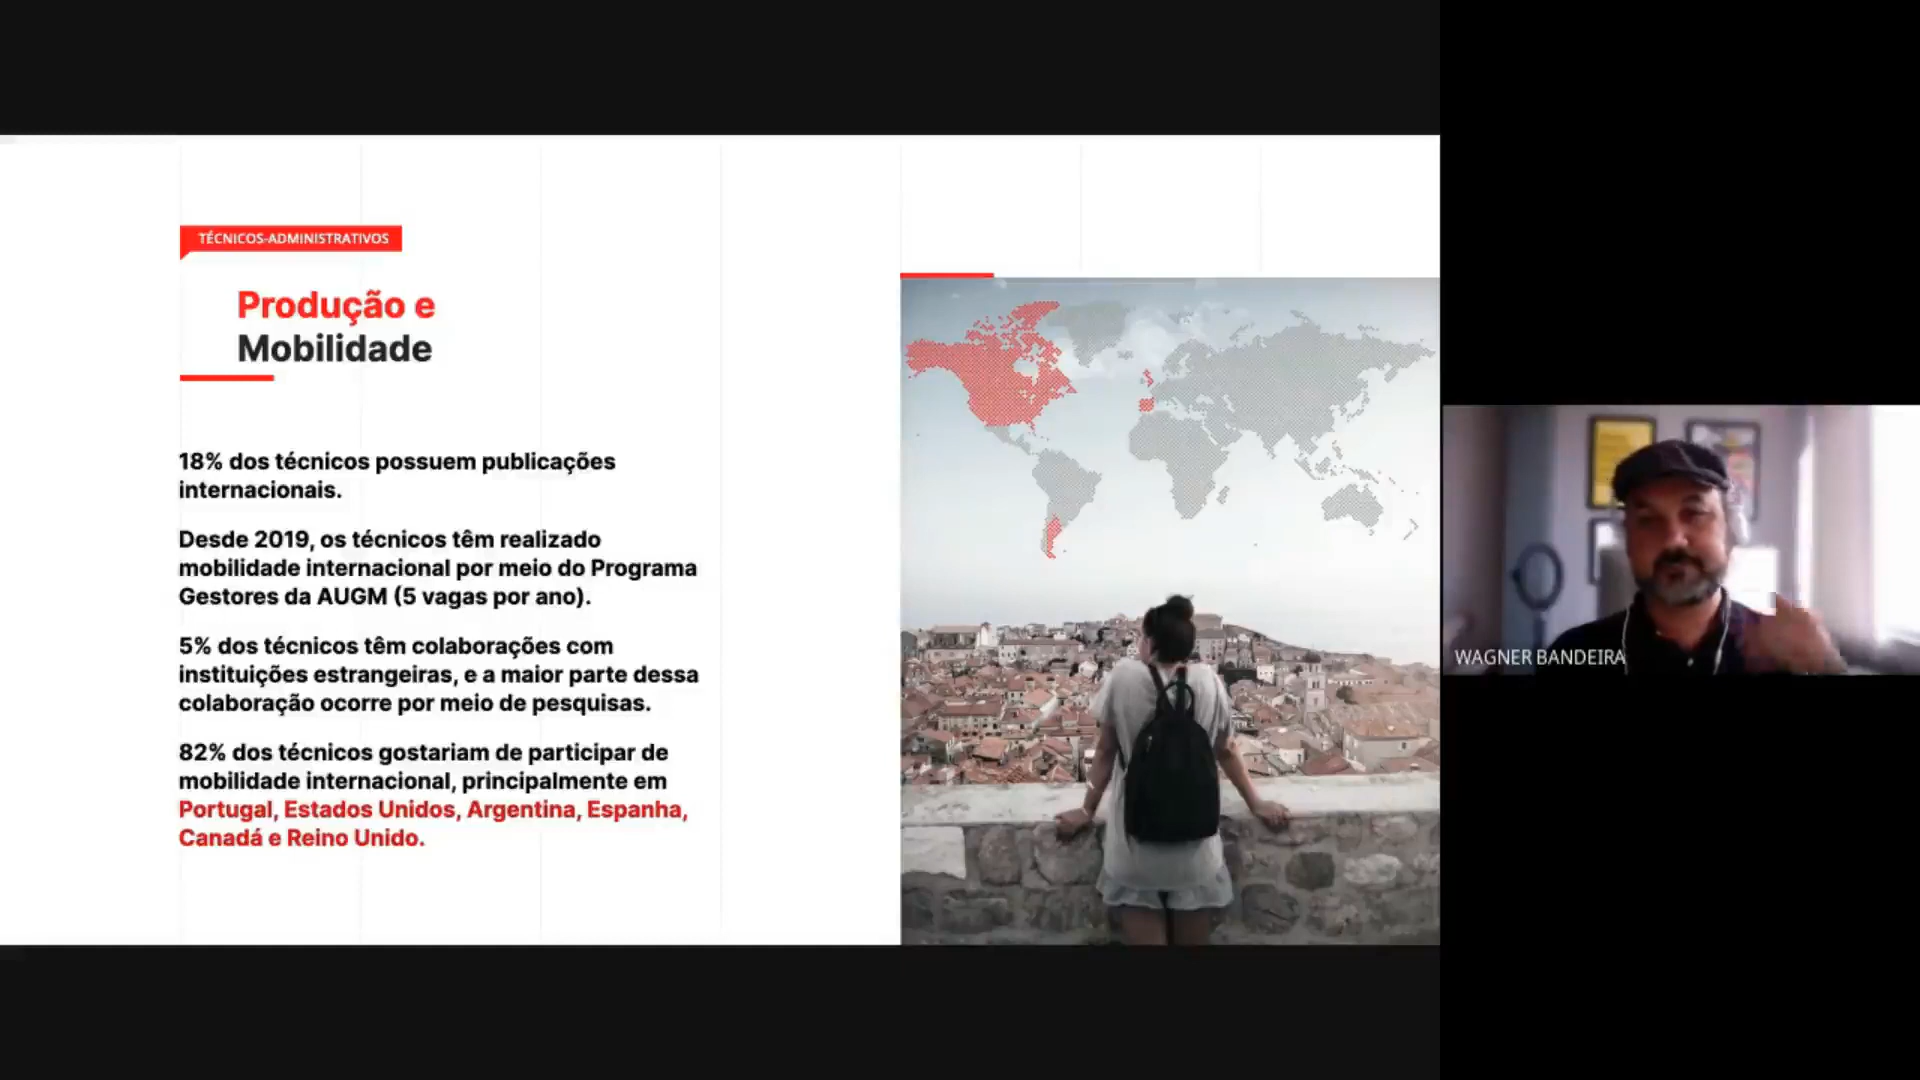 TÉCNICOS-ADMINISTRATIVOS
Produção e
Mobilidade
18% dos técnicos possuem publicações
internacionais.
Desde 2019, os técnicos têm realizado
mobilidade internacional por meio do Programa
Gestores da AUGM (5 vagas por ano).
5% dos técnicos têm colaborações com
instituições estrangeiras, e a maior parte dessa
colaboração ocorre por meio de pesquisas.
82% dos técnicos gostariam de participar de
mobilidade internacional, principalmente em
Portugal, Estados Unidos, Argentina, Espanha,
Canadá e Reino Unido.
WAGNER BANDEIRA